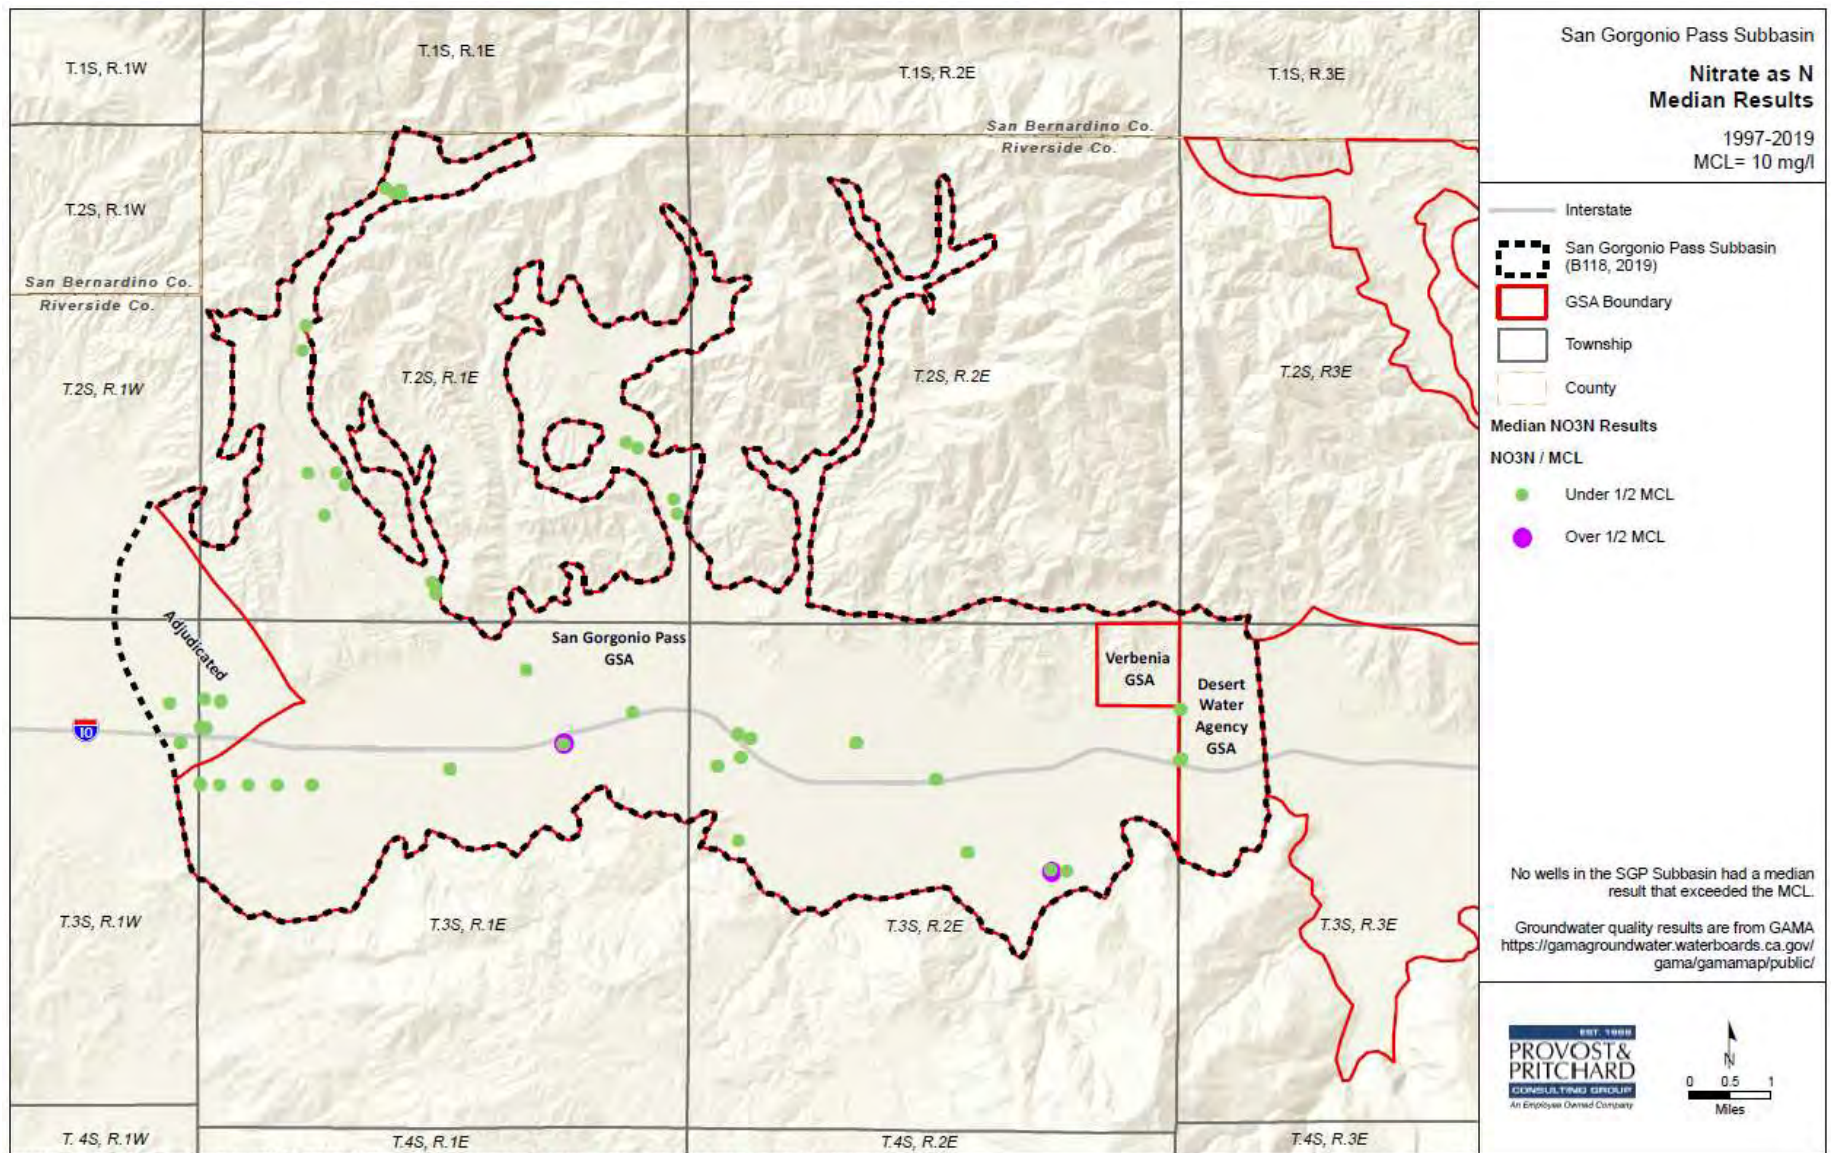 T.1S, R.1W
T.1S, R.1E
T.1S, R.2E
T.1S, R.3E
San Bernardino Co.
Riverside Co.
T.2S, R.1W
San Bernardino Co.
Riverside Co.
T.2S, R.1W
T.2S, R.1E
T.2S, R.2E
T.2S, R3E
Adjudicated
San Gorgonio Pass
GSA
Verbenia
GSA
Desert
Water
Agency
GSA
10
T.3S, R.1W
T.3S, R.1E
T.3S, R.2E
T.3S, R.3E
T. 4S, R.1W
T.4S, R.1E
T.4S, R.2E
T.4S, R.3E
San Gorgonio Pass Subbasin
Nitrate as N
Median Results
1997-2019
MCL= 10 mg/l
Interstate
San Gorgonio Pass Subbasin
(B118, 2019)
GSA Boundary
Township
County
Median NO3N Results
NO3N / MCL
Under 1/2 MCL
Over 1/2 MCL
No wells in the SGP Subbasin had a median
result that exceeded the MCL.
Groundwater quality results are from GAMA
https://gamagroundwater.waterboards.ca.gov/
gama/gamamap/public/
EST. 1968
PROVOST&
PRITCHARD
CONSULTING GROUP
An Employee Owned Company
N
0 0.5 1
Miles